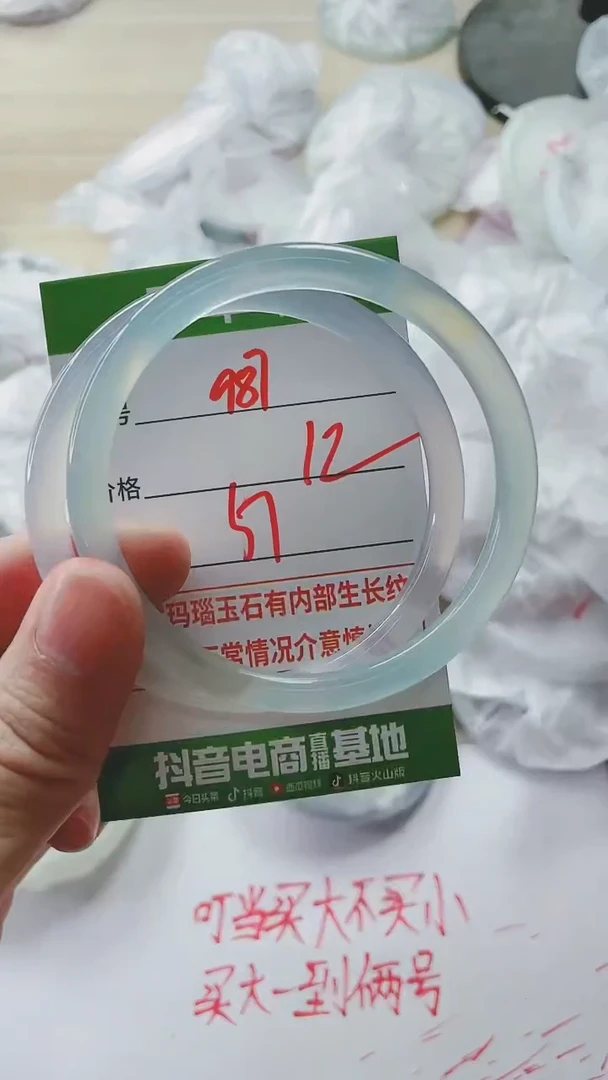 号 987
价格 12
57
玛瑙玉石有内部生长纹
常情况介意慎
抖音电商直播基地
今日头条 抖音 西瓜视频 抖音火山版
叮当买大不买小
买大一到俩号